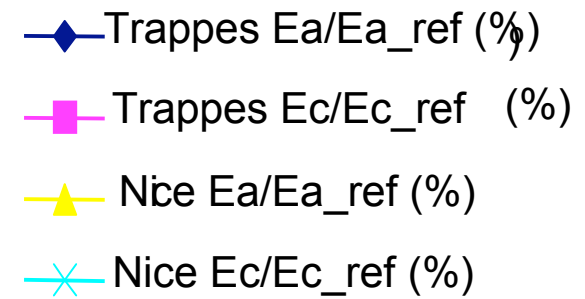 Trappes Ea/Ea_ref (%)
Trappes Ec/Ec_ref (%)
Nice Ea/Ea_ref (%)
Nice Ec/Ec_ref (%)